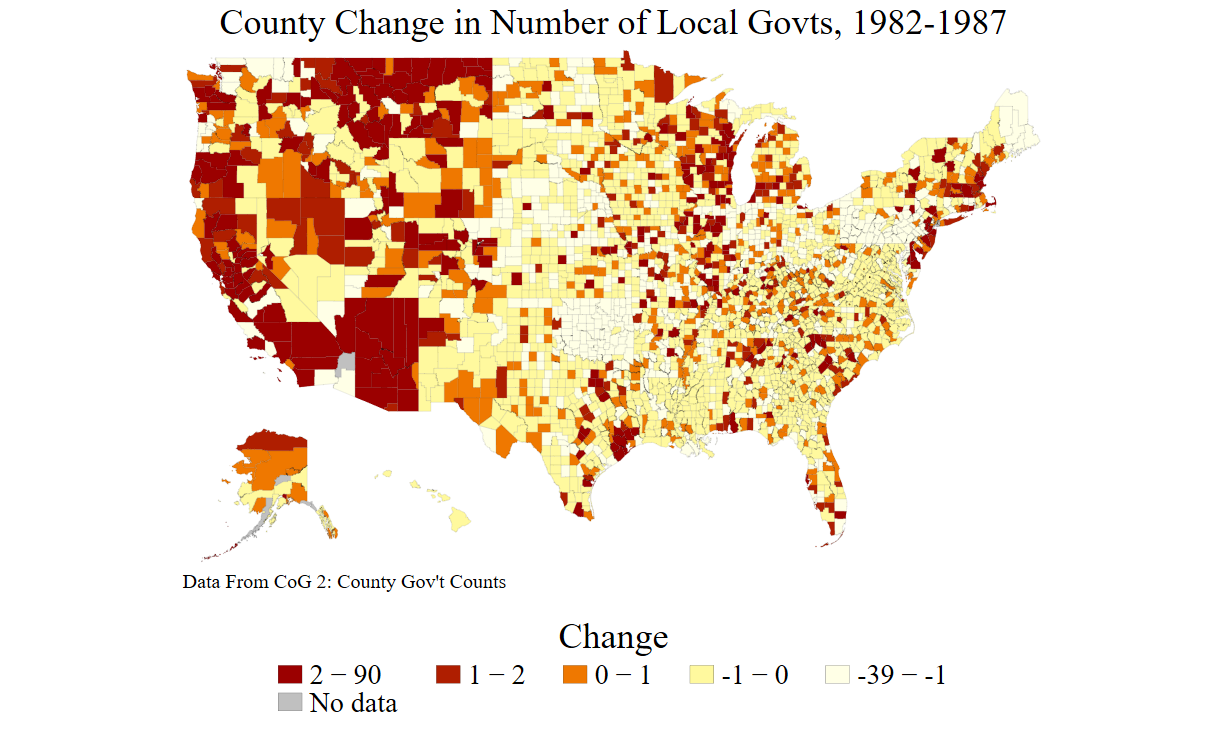 County Change in Number of Local Govts, 1982-1987
Data From CoG 2: County Gov't Counts
Change
2 − 90
1 − 2
0 − 1
-1 − 0
-39 − -1
No data